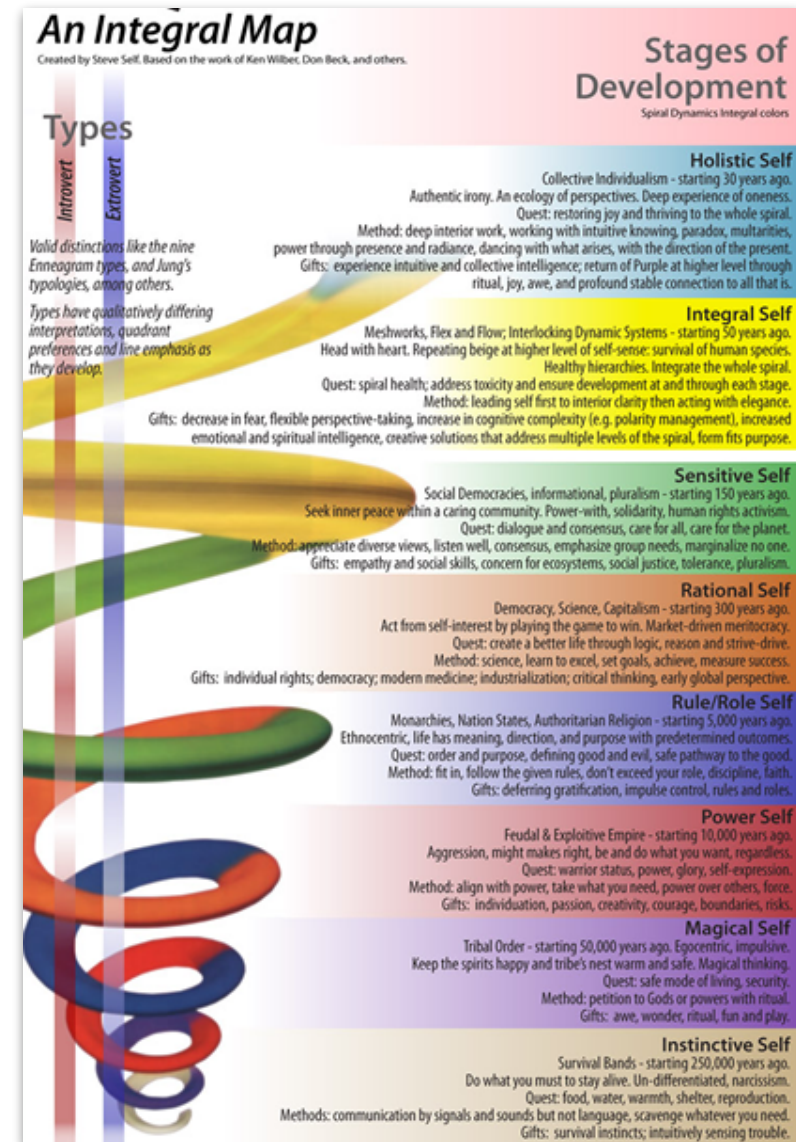 An Integral Map
Created by Steve Self. Based on the work of Ken Wilber, Don Beck, and others.
Stages of
Development
Spiral Dynamics Integral colors
Types
Introvert
Extrovert
Valid distinctions like the nine
Enneagram types, and Jung's
typologies, among others.
Types have qualitatively differing
interpretations, quadrant
preferences and line emphasis as
they develop.
Holistic Self
Collective Individualism - starting 30 years ago.
Authentic irony. An ecology of perspectives. Deep experience of oneness.
Quest: restoring joy and thriving to the whole spiral.
Method: deep interior work, working with intuitive knowing, paradox, multarities,
power through presence and radiance, dancing with what arises, with the direction of the present.
Gifts: experience intuitive and collective intelligence; return of Purple at higher level through
ritual, joy, awe, and profound stable connection to all that is.
Integral Self
Meshworks, Flex and Flow; Interlocking Dynamic Systems - starting 50 years ago.
Head with heart. Repeating beige at higher level of self-sense: survival of human species.
Healthy hierarchies. Integrate the whole spiral.
Quest: spiral health; address toxicity and ensure development at and through each stage.
Method: leading self first to interior clarity then acting with elegance.
Gifts: decrease in fear, flexible perspective-taking, increase in cognitive complexity (e.g. polarity management), increased
emotional and spiritual intelligence, creative solutions that address multiple levels of the spiral, form fits purpose.
Sensitive Self
Social Democracies, informational, pluralism - starting 150 years ago.
Seek inner peace within a caring community. Power-with, solidarity, human rights activism.
Quest: dialogue and consensus, care for all, care for the planet.
Method: appreciate diverse views, listen well, consensus, emphasize group needs, marginalize no one.
Gifts: empathy and social skills, concern for ecosystems, social justice, tolerance, pluralism.
Rational Self
Democracy, Science, Capitalism - starting 300 years ago.
Act from self-interest by playing the game to win. Market-driven meritocracy.
Quest: create a better life through logic, reason and strive-drive.
Method: science, learn to excel, set goals, achieve, measure success.
Gifts: individual rights; democracy; modern medicine; industrialization; critical thinking, early global perspective.
Rule/Role Self
Monarchies, Nation States, Authoritarian Religion - starting 5,000 years ago.
Ethnocentric, life has meaning, direction, and purpose with predetermined outcomes.
Quest: order and purpose, defining good and evil, safe pathway to the good.
Method: fit in, follow the given rules, don't exceed your role, discipline, faith.
Gifts: deferring gratification, impulse control, rules and roles.
Power Self
Feudal & Exploitive Empire - starting 10,000 years ago.
Aggression, might makes right, be and do what you want, regardless.
Quest: warrior status, power, glory, self-expression.
Method: align with power, take what you need, power over others, force.
Gifts: individuation, passion, creativity, courage, boundaries, risks.
Magical Self
Tribal Order - starting 50,000 years ago. Egocentric, impulsive.
Keep the spirits happy and tribe's nest warm and safe. Magical thinking.
Quest: safe mode of living, security.
Method: petition to Gods or powers with ritual.
Gifts: awe, wonder, ritual, fun and play.
Instinctive Self
Survival Bands - starting 250,000 years ago.
Do what you must to stay alive. Un-differentiated, narcissism.
Quest: food, water, warmth, shelter, reproduction.
Methods: communication by signals and sounds but not language, scavenge whatever you need.
Gifts: survival instincts; intuitively sensing trouble.